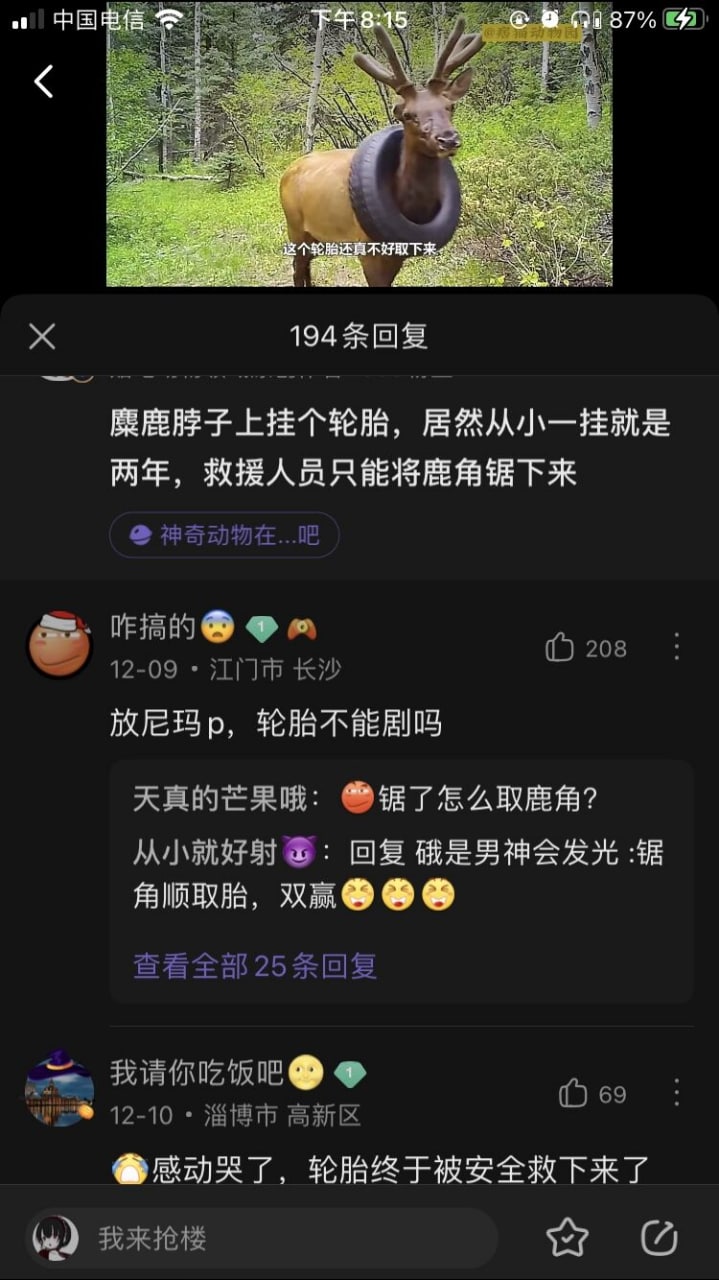 中国电信
下午8:15
87%
这个轮胎还真不好取下来
194条回复
麋鹿脖子上挂个轮胎，居然从小一挂就是
两年，救援人员只能将鹿角锯下来
神奇动物在...吧
咋搞的
1
208
12-09 • 江门市 长沙
放尼玛p，轮胎不能剧吗
天真的芒果哦：锯了怎么取鹿角?
从小就好射：回复 硪是男神会发光 :锯
角顺取胎，双赢
查看全部25条回复
我请你吃饭吧
1
69
12-10 • 淄博市 高新区
感动哭了，轮胎终于被安全救下来了
我来抢楼